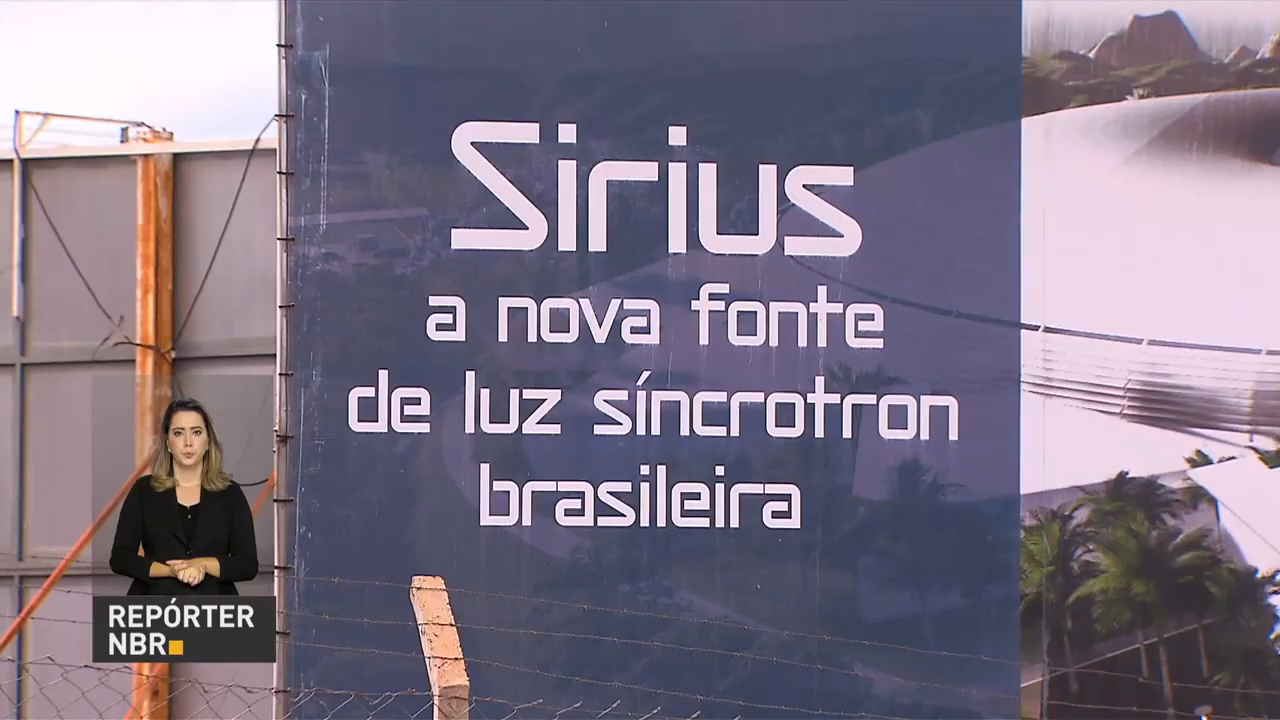 Sirius
a nova fonte
de luz síncrotron
brasileira
REPÓRTER
NBR